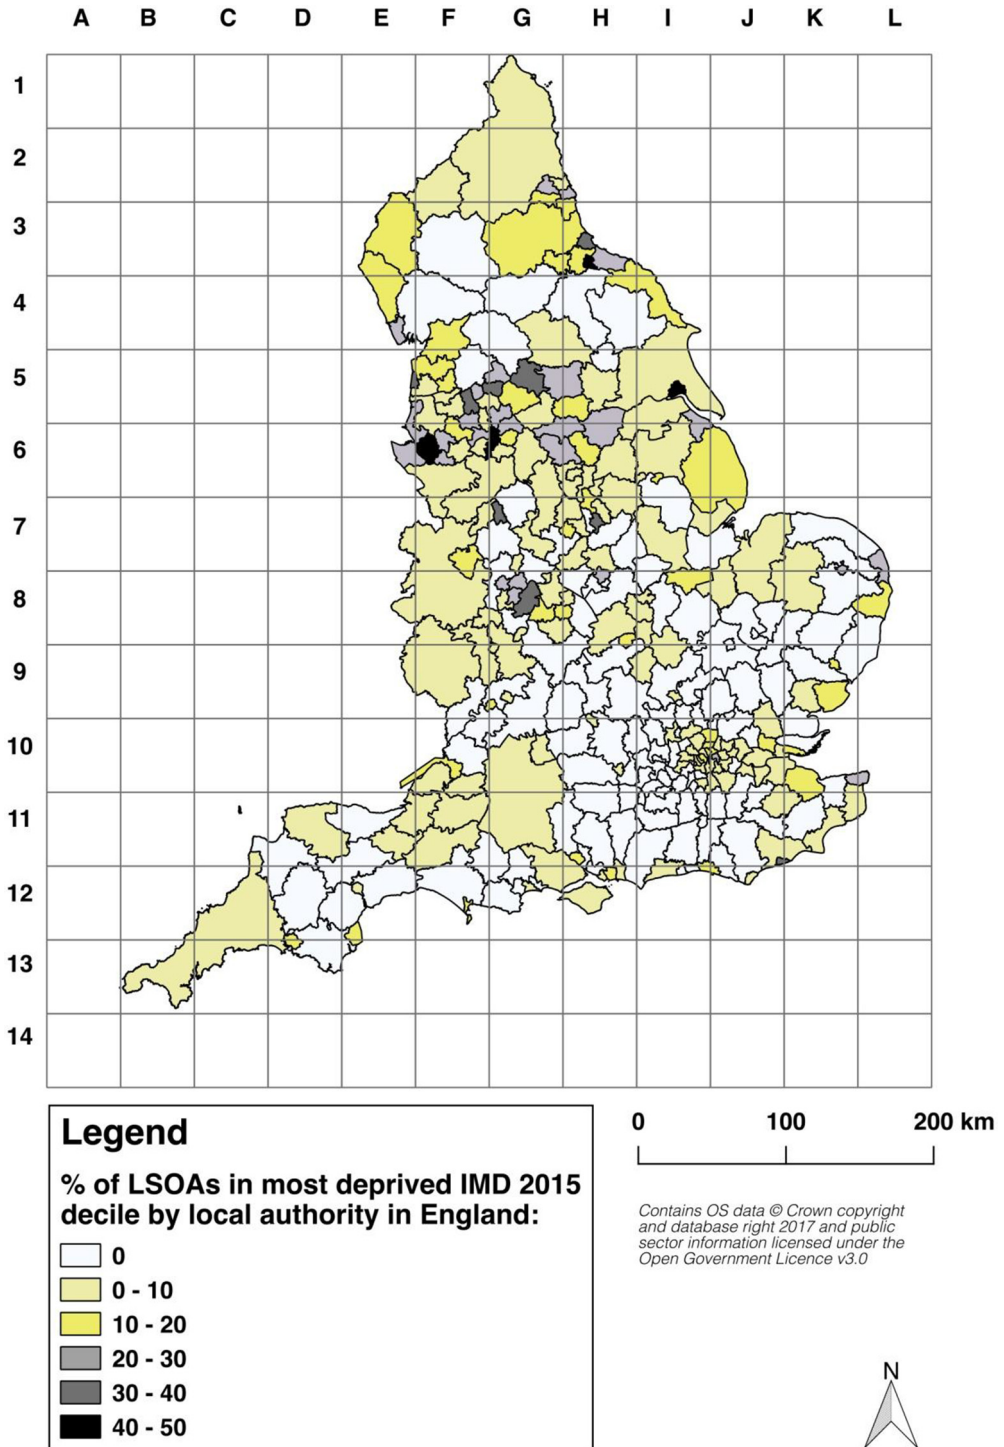 A B C D E F G H I J K L
1
2
3
4
5
6
7
8
9
10
11
12
13
14
Legend
% of LSOAs in most deprived IMD 2015
decile by local authority in England:
0
0 - 10
10 - 20
20 - 30
30 - 40
40 - 50
0 100 200 km
Contains OS data © Crown copyright
and database right 2017 and public
sector information licensed under the
Open Government Licence v3.0
N